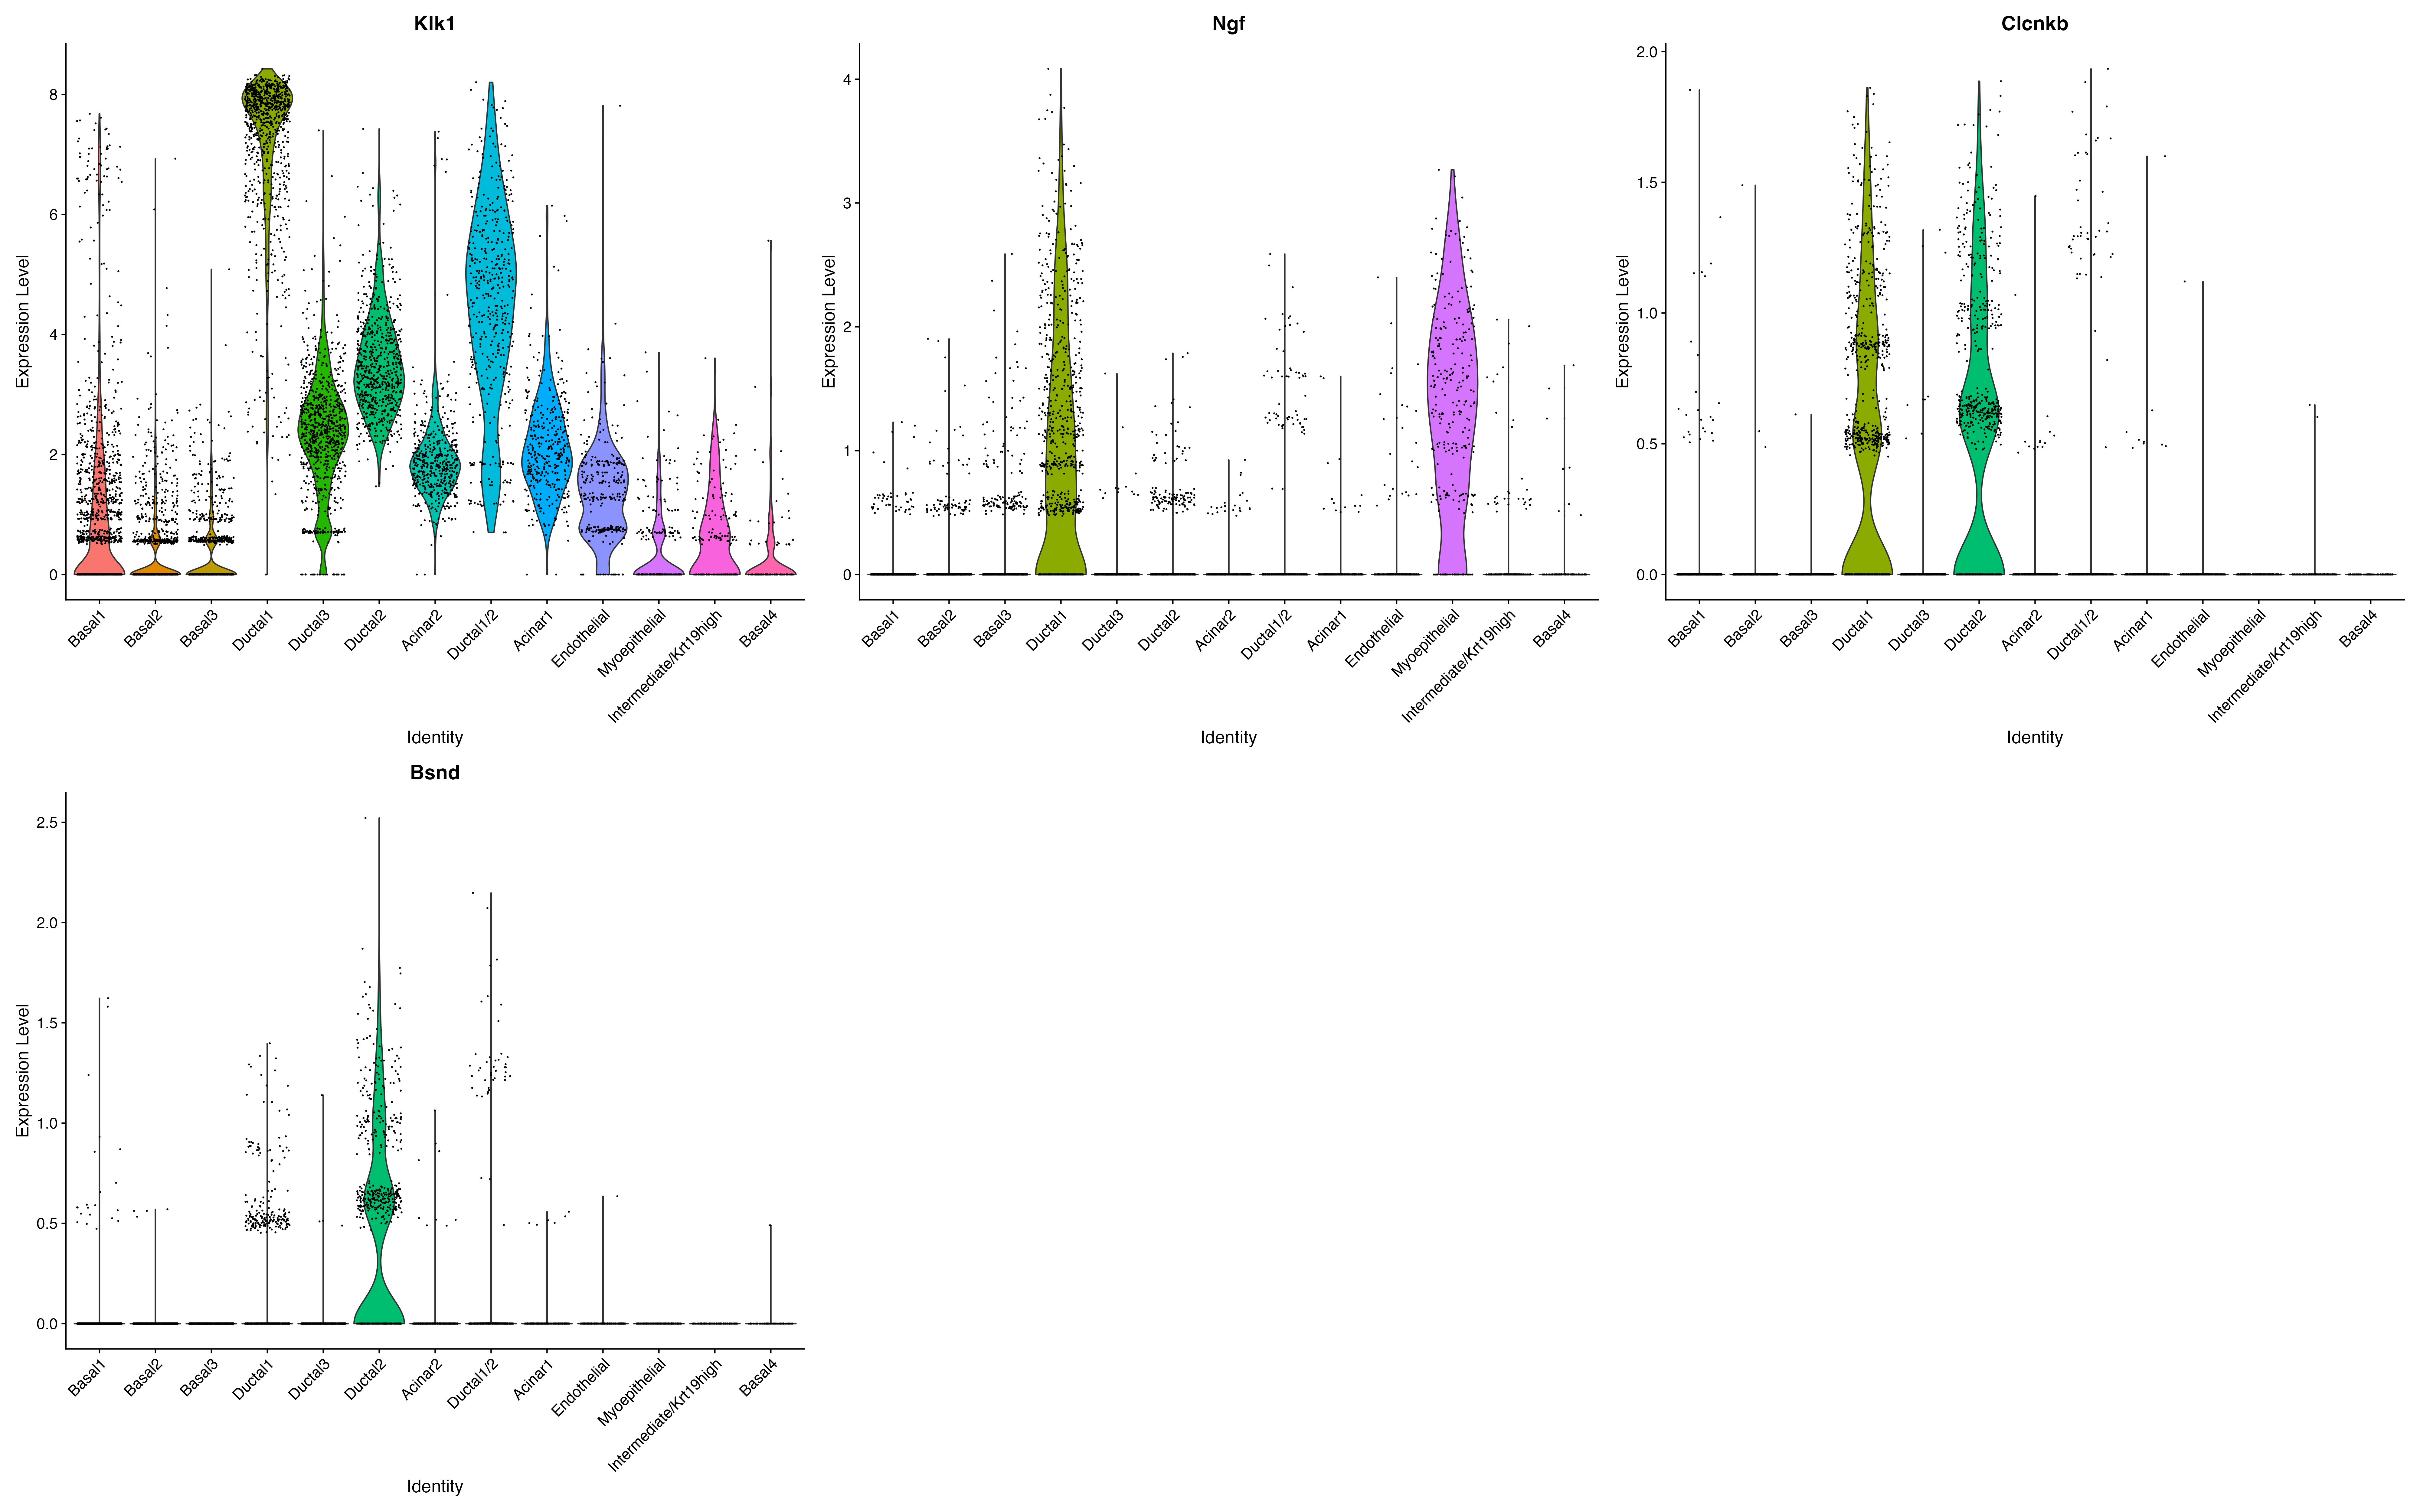 Klk1
Expression Level
8
6
4
2
0
Basal1
Basal2
Basal3
Ductal1
Ductal3
Ductal2
Acinar2
Ductal1/2
Acinar1
Endothelial
Myoepithelial
Intermediate/Krt19high
Basal4
Identity
Ngf
Expression Level
4
3
2
1
0
Basal1
Basal2
Basal3
Ductal1
Ductal3
Ductal2
Acinar2
Ductal1/2
Acinar1
Endothelial
Myoepithelial
Intermediate/Krt19high
Basal4
Identity
Clcnkb
Expression Level
2.0
1.5
1.0
0.5
0.0
Basal1
Basal2
Basal3
Ductal1
Ductal3
Ductal2
Acinar2
Ductal1/2
Acinar1
Endothelial
Myoepithelial
Intermediate/Krt19high
Basal4
Identity
Bsnd
Expression Level
2.5
2.0
1.5
1.0
0.5
0.0
Basal1
Basal2
Basal3
Ductal1
Ductal3
Ductal2
Acinar2
Ductal1/2
Acinar1
Endothelial
Myoepithelial
Intermediate/Krt19high
Basal4
Identity